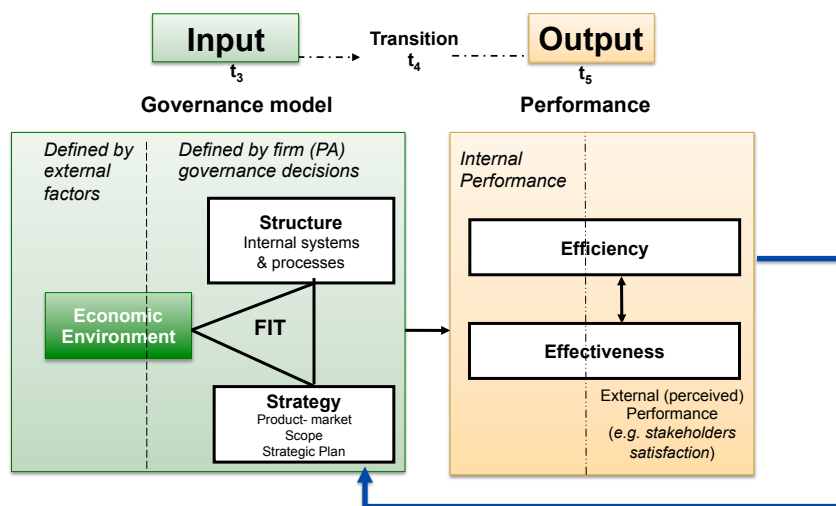 Input
t3
Transition
t4
Output
t5
Governance model
Performance
Defined by
external
factors
Defined by firm (PA)
governance decisions
Structure
Internal systems
& processes
Economic
Environment
FIT
Strategy
Product- market
Scope
Strategic Plan
Internal
Performance
Efficiency
Effectiveness
External (perceived)
Performance
(e.g. stakeholders
satisfaction)